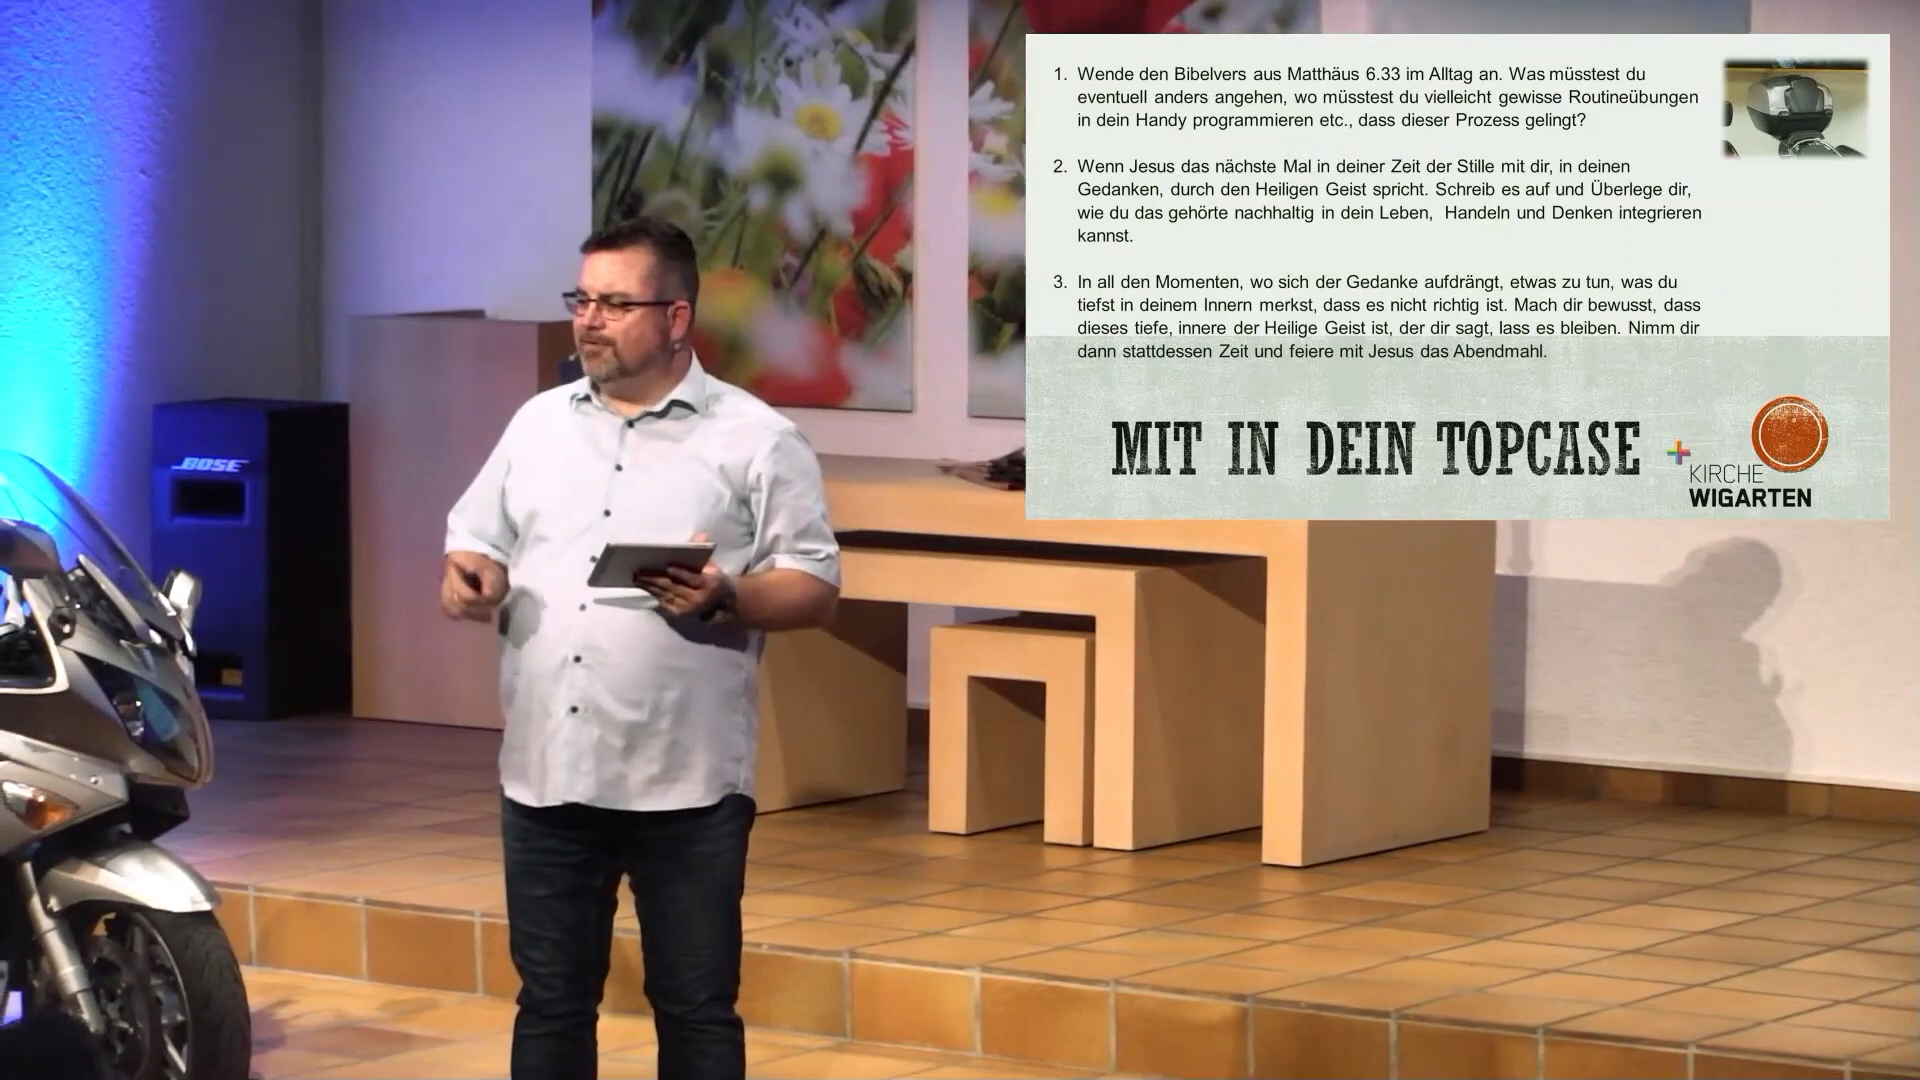 1. Wende den Bibelvers aus Matthäus 6.33 im Alltag an. Was müsstest du
eventuell anders angehen, wo müsstest du vielleicht gewisse Routineübungen
in dein Handy programmieren etc., dass dieser Prozess gelingt?
2. Wenn Jesus das nächste Mal in deiner Zeit der Stille mit dir, in deinen
Gedanken, durch den Heiligen Geist spricht. Schreib es auf und Überlege dir,
wie du das gehörte nachhaltig in dein Leben, Handeln und Denken integrieren
kannst.
3. In all den Momenten, wo sich der Gedanke aufdrängt, etwas zu tun, was du
tiefst in deinem Innern merkst, dass es nicht richtig ist. Mach dir bewusst, dass
dieses tiefe, innere der Heilige Geist ist, der dir sagt, lass es bleiben. Nimm dir
dann stattdessen Zeit und feiere mit Jesus das Abendmahl.
MIT IN DEIN TOPCASE
KIRCHE
WIGARTEN
BOSE